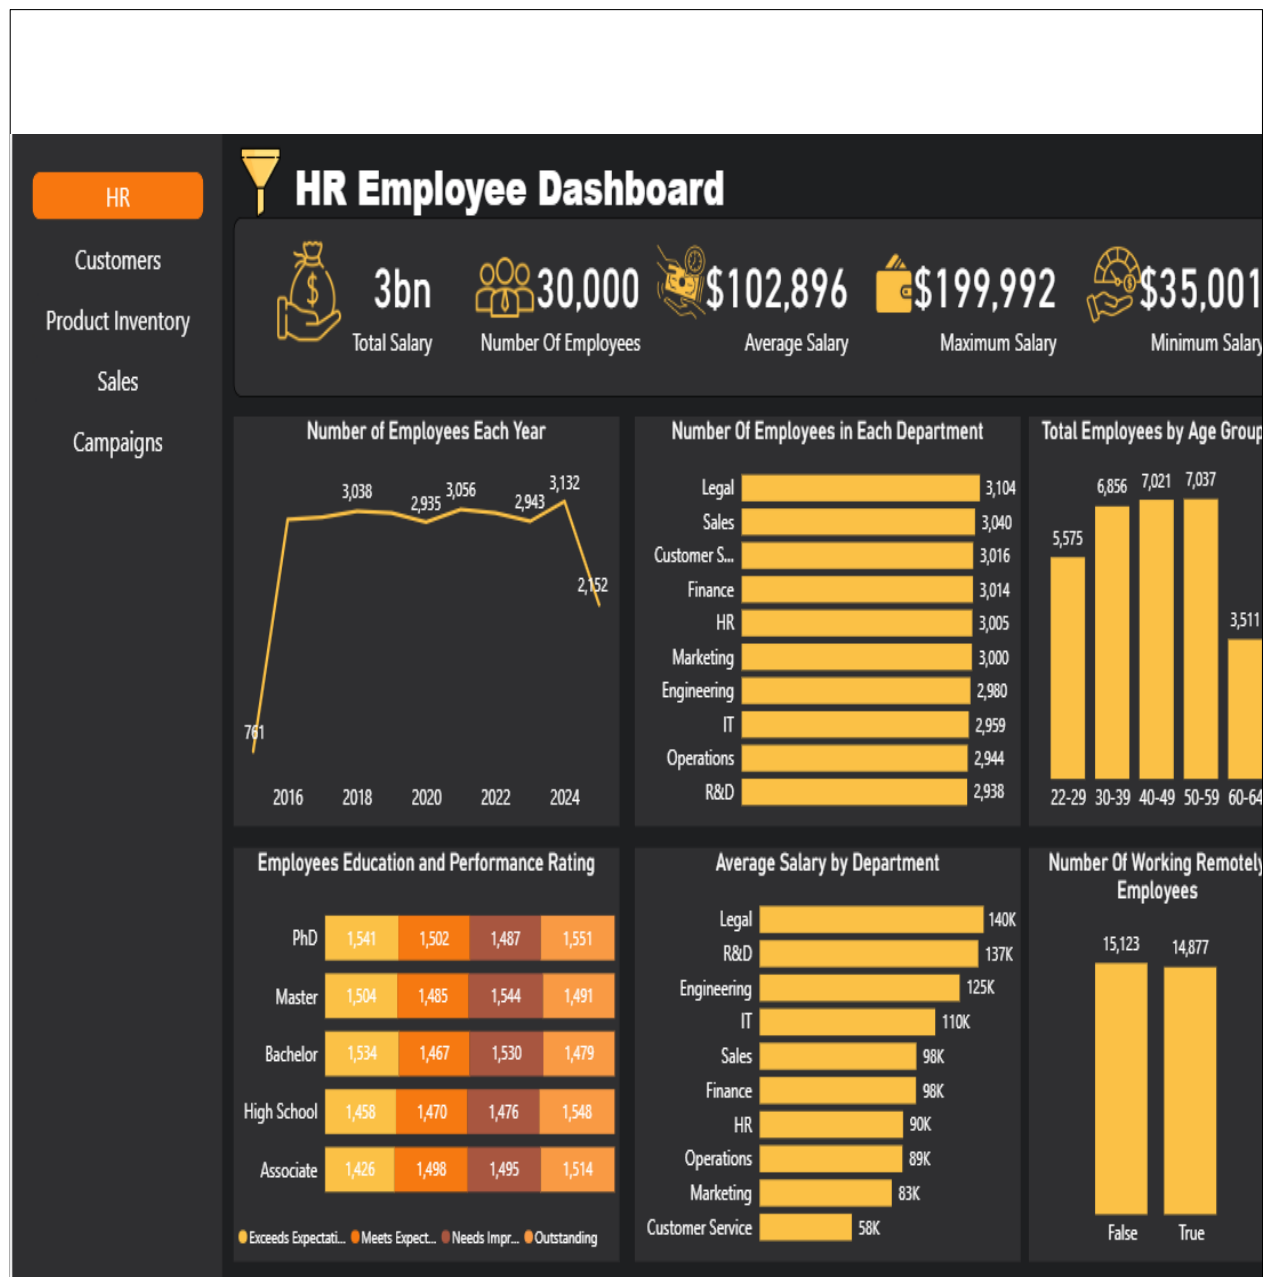 HR
Customers
Product Inventory
Sales
Campaigns
HR Employee Dashboard
3bn
Total Salary
30,000
Number Of Employees
$102,896
Average Salary
$199,992
Maximum Salary
$35,001
Minimum Salary
Number of Employees Each Year
761
3,038
2,935
3,056
2,943
3,132
2,152
2016 2018 2020 2022 2024
Number Of Employees in Each Department
Legal 3,104
Sales 3,040
Customer S... 3,016
Finance 3,014
HR 3,005
Marketing 3,000
Engineering 2,980
IT 2,959
Operations 2,944
R&D 2,938
Total Employees by Age Group
5,575 6,856 7,021 7,037 3,511
22-29 30-39 40-49 50-59 60-64
Employees Education and Performance Rating
PhD 1,541 1,502 1,487 1,551
Master 1,504 1,485 1,544 1,491
Bachelor 1,534 1,467 1,530 1,479
High School 1,458 1,470 1,476 1,548
Associate 1,426 1,498 1,495 1,514
Exceeds Expectati... Meets Expect... Needs Impr... Outstanding
Average Salary by Department
Legal 140K
R&D 137K
Engineering 125K
IT 110K
Sales 98K
Finance 98K
HR 90K
Operations 89K
Marketing 83K
Customer Service 58K
Number Of Working Remotely
Employees
15,123 14,877
False True